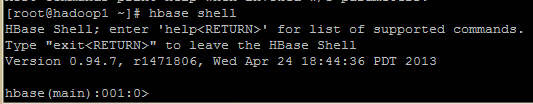 [root@hadoop1 ~]# hbase shell
HBase Shell; enter 'help<RETURN>' for list of supported commands.
Type "exit<RETURN>" to leave the HBase Shell
Version 0.94.7, r1471806, Wed Apr 24 18:44:36 PDT 2013
hbase(main):001:0>